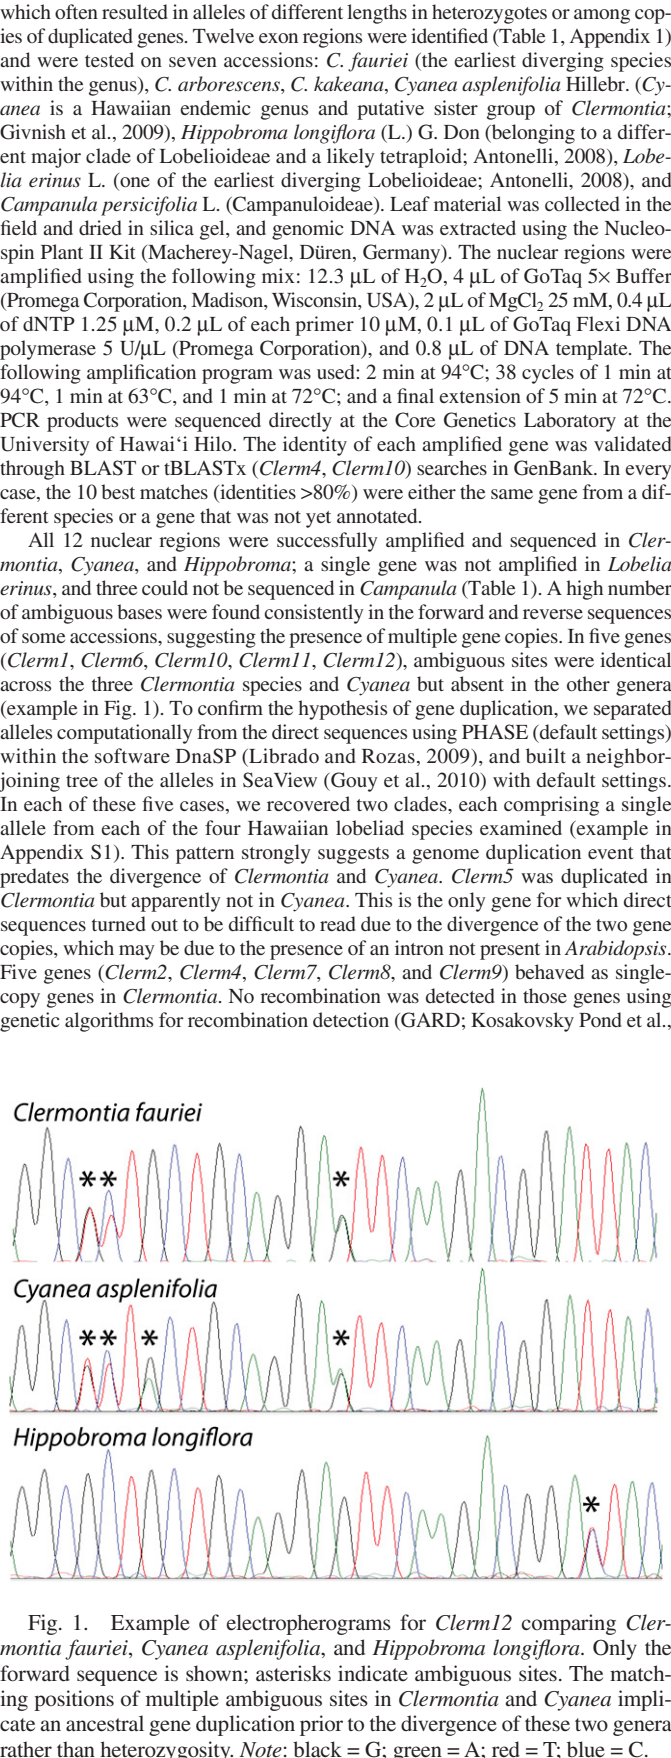 which often resulted in alleles of different lengths in heterozygotes or among cop-
ies of duplicated genes. Twelve exon regions were identified (Table 1, Appendix 1)
and were tested on seven accessions: C. fauriei (the earliest diverging species
within the genus), C. arborescens, C. kakeana, Cyanea asplenifolia Hillebr. (Cy-
anea is a Hawaiian endemic genus and putative sister group of Clermontia;
Givnish et al., 2009), Hippobroma longiflora (L.) G. Don (belonging to a differ-
ent major clade of Lobelioideae and a likely tetraploid; Antonelli, 2008), Lobe-
lia erinus L. (one of the earliest diverging Lobelioideae; Antonelli, 2008), and
Campanula persicifolia L. (Campanuloideae). Leaf material was collected in the
field and dried in silica gel, and genomic DNA was extracted using the Nucleo-
spin Plant II Kit (Macherey-Nagel, Düren, Germany). The nuclear regions were
amplified using the following mix: 12.3 μL of H₂O, 4 μL of GoTaq 5× Buffer
(Promega Corporation, Madison, Wisconsin, USA), 2 μL of MgCl₂ 25 mM, 0.4 μL
of dNTP 1.25 μM, 0.2 μL of each primer 10 μM, 0.1 μL of GoTaq Flexi DNA
polymerase 5 U/μL (Promega Corporation), and 0.8 μL of DNA template. The
following amplification program was used: 2 min at 94°C; 38 cycles of 1 min at
94°C, 1 min at 63°C, and 1 min at 72°C; and a final extension of 5 min at 72°C.
PCR products were sequenced directly at the Core Genetics Laboratory at the
University of Hawai‘i Hilo. The identity of each amplified gene was validated
through BLAST or tBLASTx (Clerm4, Clerm10) searches in GenBank. In every
case, the 10 best matches (identities >80%) were either the same gene from a dif-
ferent species or a gene that was not yet annotated.
All 12 nuclear regions were successfully amplified and sequenced in Cler-
montia, Cyanea, and Hippobroma; a single gene was not amplified in Lobelia
erinus, and three could not be sequenced in Campanula (Table 1). A high number
of ambiguous bases were found consistently in the forward and reverse sequences
of some accessions, suggesting the presence of multiple gene copies. In five genes
(Clerm1, Clerm6, Clerm10, Clerm11, Clerm12), ambiguous sites were identical
across the three Clermontia species and Cyanea but absent in the other genera
(example in Fig. 1). To confirm the hypothesis of gene duplication, we separated
alleles computationally from the direct sequences using PHASE (default settings)
within the software DnaSP (Librado and Rozas, 2009), and built a neighbor-
joining tree of the alleles in SeaView (Gouy et al., 2010) with default settings.
In each of these five cases, we recovered two clades, each comprising a single
allele from each of the four Hawaiian lobeliad species examined (example in
Appendix S1). This pattern strongly suggests a genome duplication event that
predates the divergence of Clermontia and Cyanea. Clerm5 was duplicated in
Clermontia but apparently not in Cyanea. This is the only gene for which direct
sequences turned out to be difficult to read due to the divergence of the two gene
copies, which may be due to the presence of an intron not present in Arabidopsis.
Five genes (Clerm2, Clerm4, Clerm7, Clerm8, and Clerm9) behaved as single-
copy genes in Clermontia. No recombination was detected in those genes using
genetic algorithms for recombination detection (GARD; Kosakovsky Pond et al.,
Clermontia fauriei
** *
Cyanea asplenifolia
** * *
Hippobroma longiflora
*
Fig. 1. Example of electropherograms for Clerm12 comparing Cler-
montia fauriei, Cyanea asplenifolia, and Hippobroma longiflora. Only the
forward sequence is shown; asterisks indicate ambiguous sites. The match-
ing positions of multiple ambiguous sites in Clermontia and Cyanea impli-
cate an ancestral gene duplication prior to the divergence of these two genera
rather than heterozygosity. Note: black = G; green = A; red = T; blue = C.